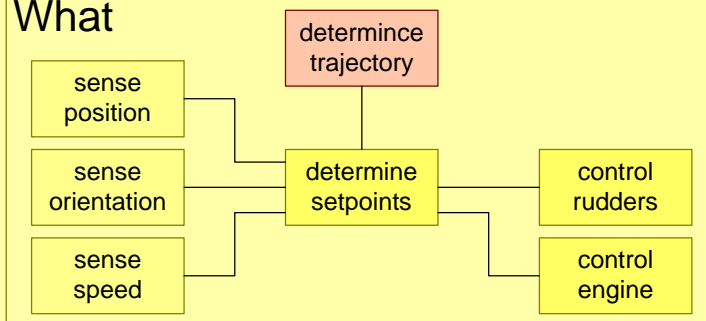 What
determince
trajectory
sense
position
sense
orientation
determine
setpoints
control
rudders
sense
speed
control
engine